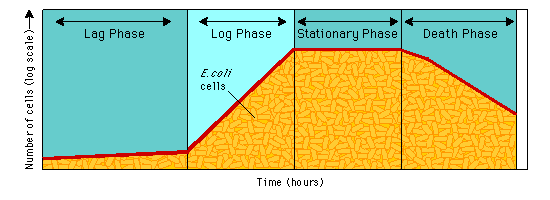 Number of cells (log scale)
Lag Phase
Log Phase
Stationary Phase
Death Phase
E.coli
cells
Time (hours)